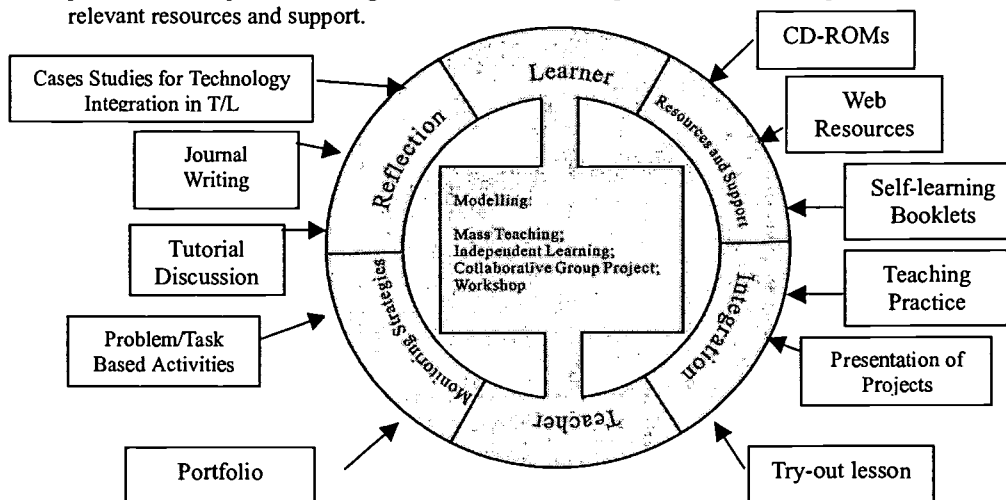 relevant resources and support.
CD-ROMs
Cases Studies for Technology
Integration in T/L
Learner
Resources and Support
Web
Resources
Journal
Writing
Reflection
Modelling:
Mass Teaching;
Independent Learning;
Collaborative Group Project;
Workshop
Self-learning
Booklets
Tutorial
Discussion
Monitoring Strategies
Integration
Teaching
Practice
Problem/Task
Based Activities
Presentation of
Projects
Teacher
Portfolio
Try-out lesson